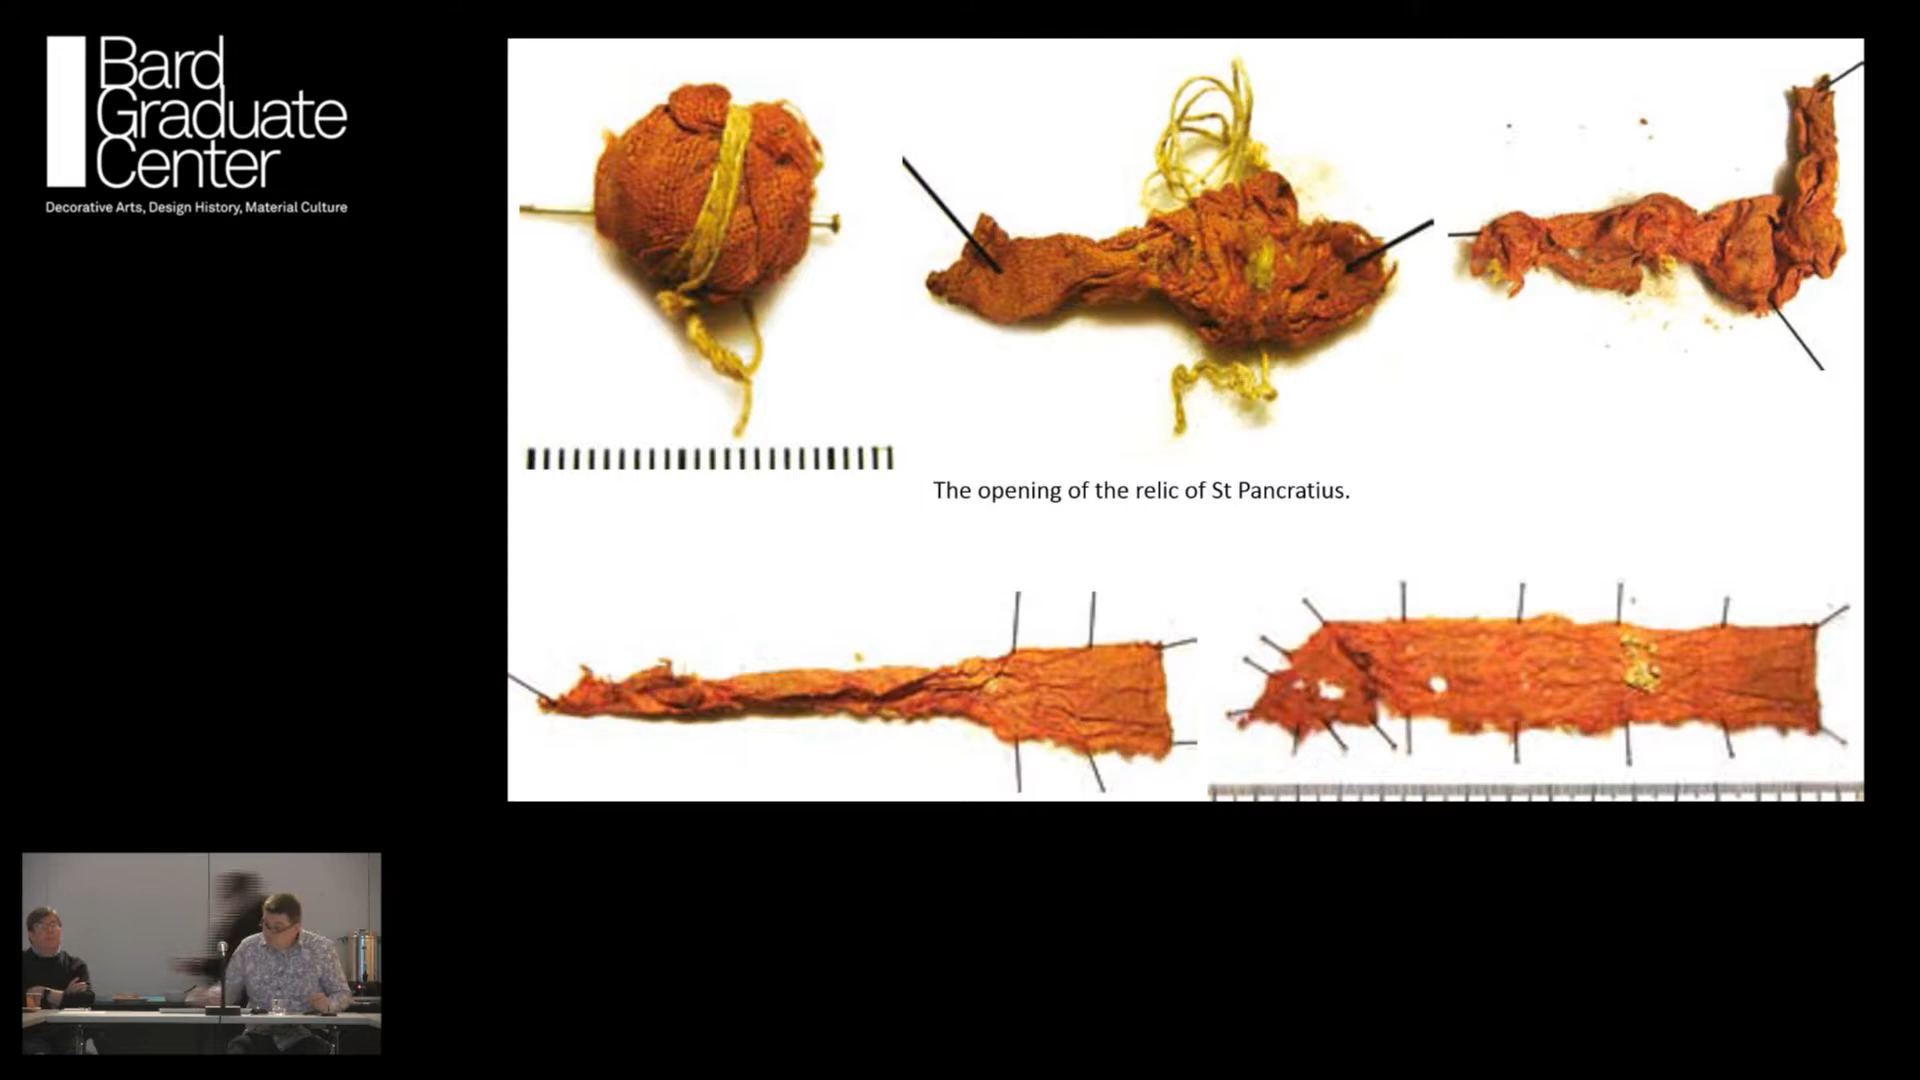 Bard
Graduate
Center
Decorative Arts, Design History, Material Culture
The opening of the relic of St Pancratius.